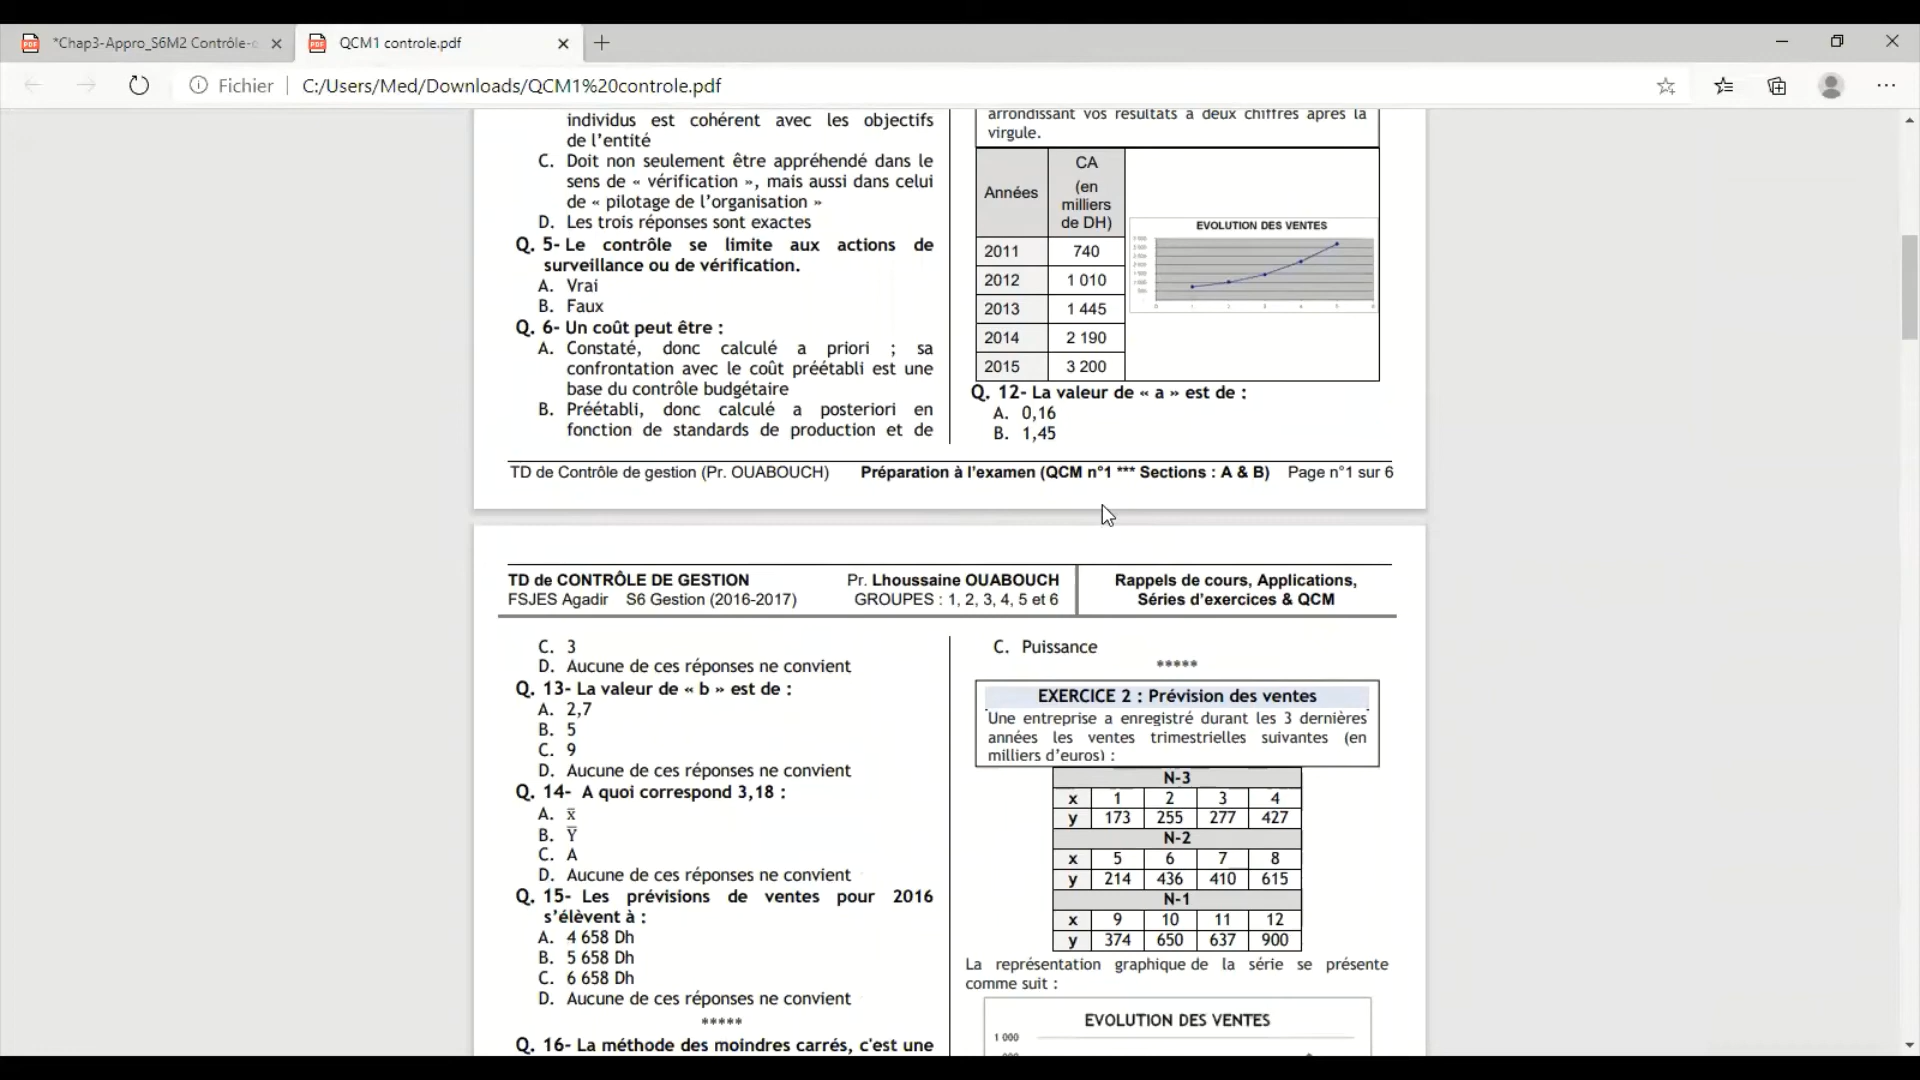 *Chap3-Appro_S6M2 Contrôle-
QCM1 controle.pdf
Fichier
C:/Users/Med/Downloads/QCM1%20controle.pdf
individus est cohérent avec les objectifs
de l'entité
C. Doit non seulement être appréhendé dans le
sens de « vérification », mais aussi dans celui
de « pilotage de l'organisation »
D. Les trois réponses sont exactes
Q. 5- Le contrôle se limite aux actions de
surveillance ou de vérification.
A. Vrai
B. Faux
Q. 6- Un coût peut être :
A. Constaté, donc calculé a priori ; sa
confrontation avec le coût préétabli est une
base du contrôle budgétaire
B. Préétabli, donc calculé a posteriori en
fonction de standards de production et de
arrondissant vos résultats à deux chiffres après la
virgule.
Années CA (en milliers de DH)
2011 740
2012 1 010
2013 1 445
2014 2 190
2015 3 200
EVOLUTION DES VENTES
Q. 12- La valeur de « a » est de :
A. 0,16
B. 1,45
TD de Contrôle de gestion (Pr. OUABOUCH) Préparation à l'examen (QCM n°1 *** Sections : A & B) Page n°1 sur 6
TD de CONTRÔLE DE GESTION Pr. Lhoussaine OUABOUCH Rappels de cours, Applications,
FSJES Agadir S6 Gestion (2016-2017) GROUPES : 1, 2, 3, 4, 5 et 6 Séries d'exercices & QCM
C. 3
D. Aucune de ces réponses ne convient
Q. 13- La valeur de « b » est de :
A. 2,7
B. 5
C. 9
D. Aucune de ces réponses ne convient
Q. 14- A quoi correspond 3,18 :
A. x̅
B. Y̅
C. A
D. Aucune de ces réponses ne convient
Q. 15- Les prévisions de ventes pour 2016
s'élèvent à :
A. 4 658 Dh
B. 5 658 Dh
C. 6 658 Dh
D. Aucune de ces réponses ne convient
*****
Q. 16- La méthode des moindres carrés, c'est une
C. Puissance
*****
EXERCICE 2 : Prévision des ventes
Une entreprise a enregistré durant les 3 dernières
années les ventes trimestrielles suivantes (en
milliers d'euros) :
N-3
x 1 2 3 4
y 173 255 277 427
N-2
x 5 6 7 8
y 214 436 410 615
N-1
x 9 10 11 12
y 374 650 637 900
La représentation graphique de la série se présente
comme suit :
EVOLUTION DES VENTES
1 000